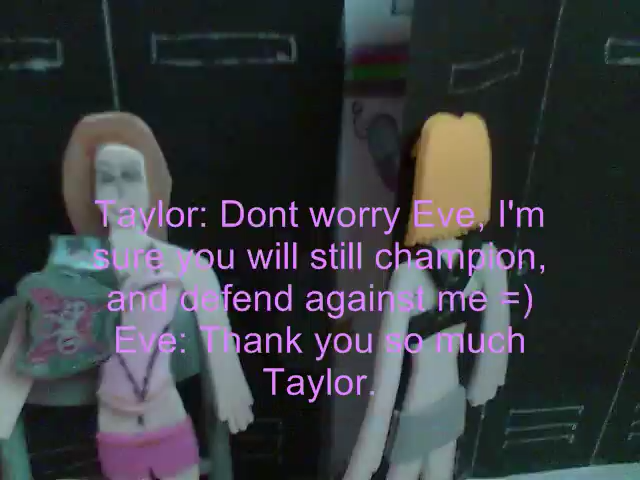 Taylor: Dont worry Eve, I'm
sure you will still champion,
and defend against me =)
Eve: Thank you so much
Taylor.